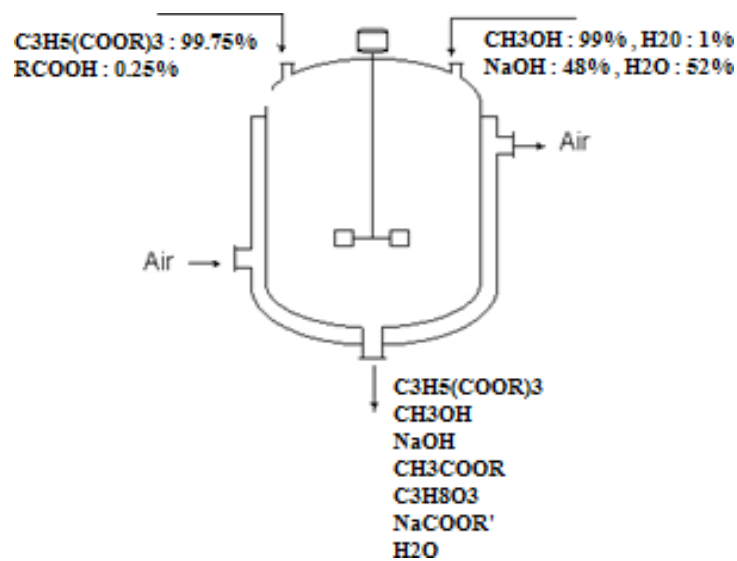 C3H5(COOR)3 : 99.75%
RCOOH : 0.25%
CH3OH : 99% , H20 : 1%
NaOH : 48% , H2O : 52%
Air
Air
C3H5(COOR)3
CH3OH
NaOH
CH3COOR
C3H8O3
NaCOOR'
H2O